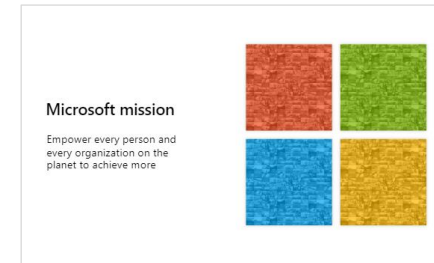 Microsoft mission
Empower every person and
every organization on the
planet to achieve more